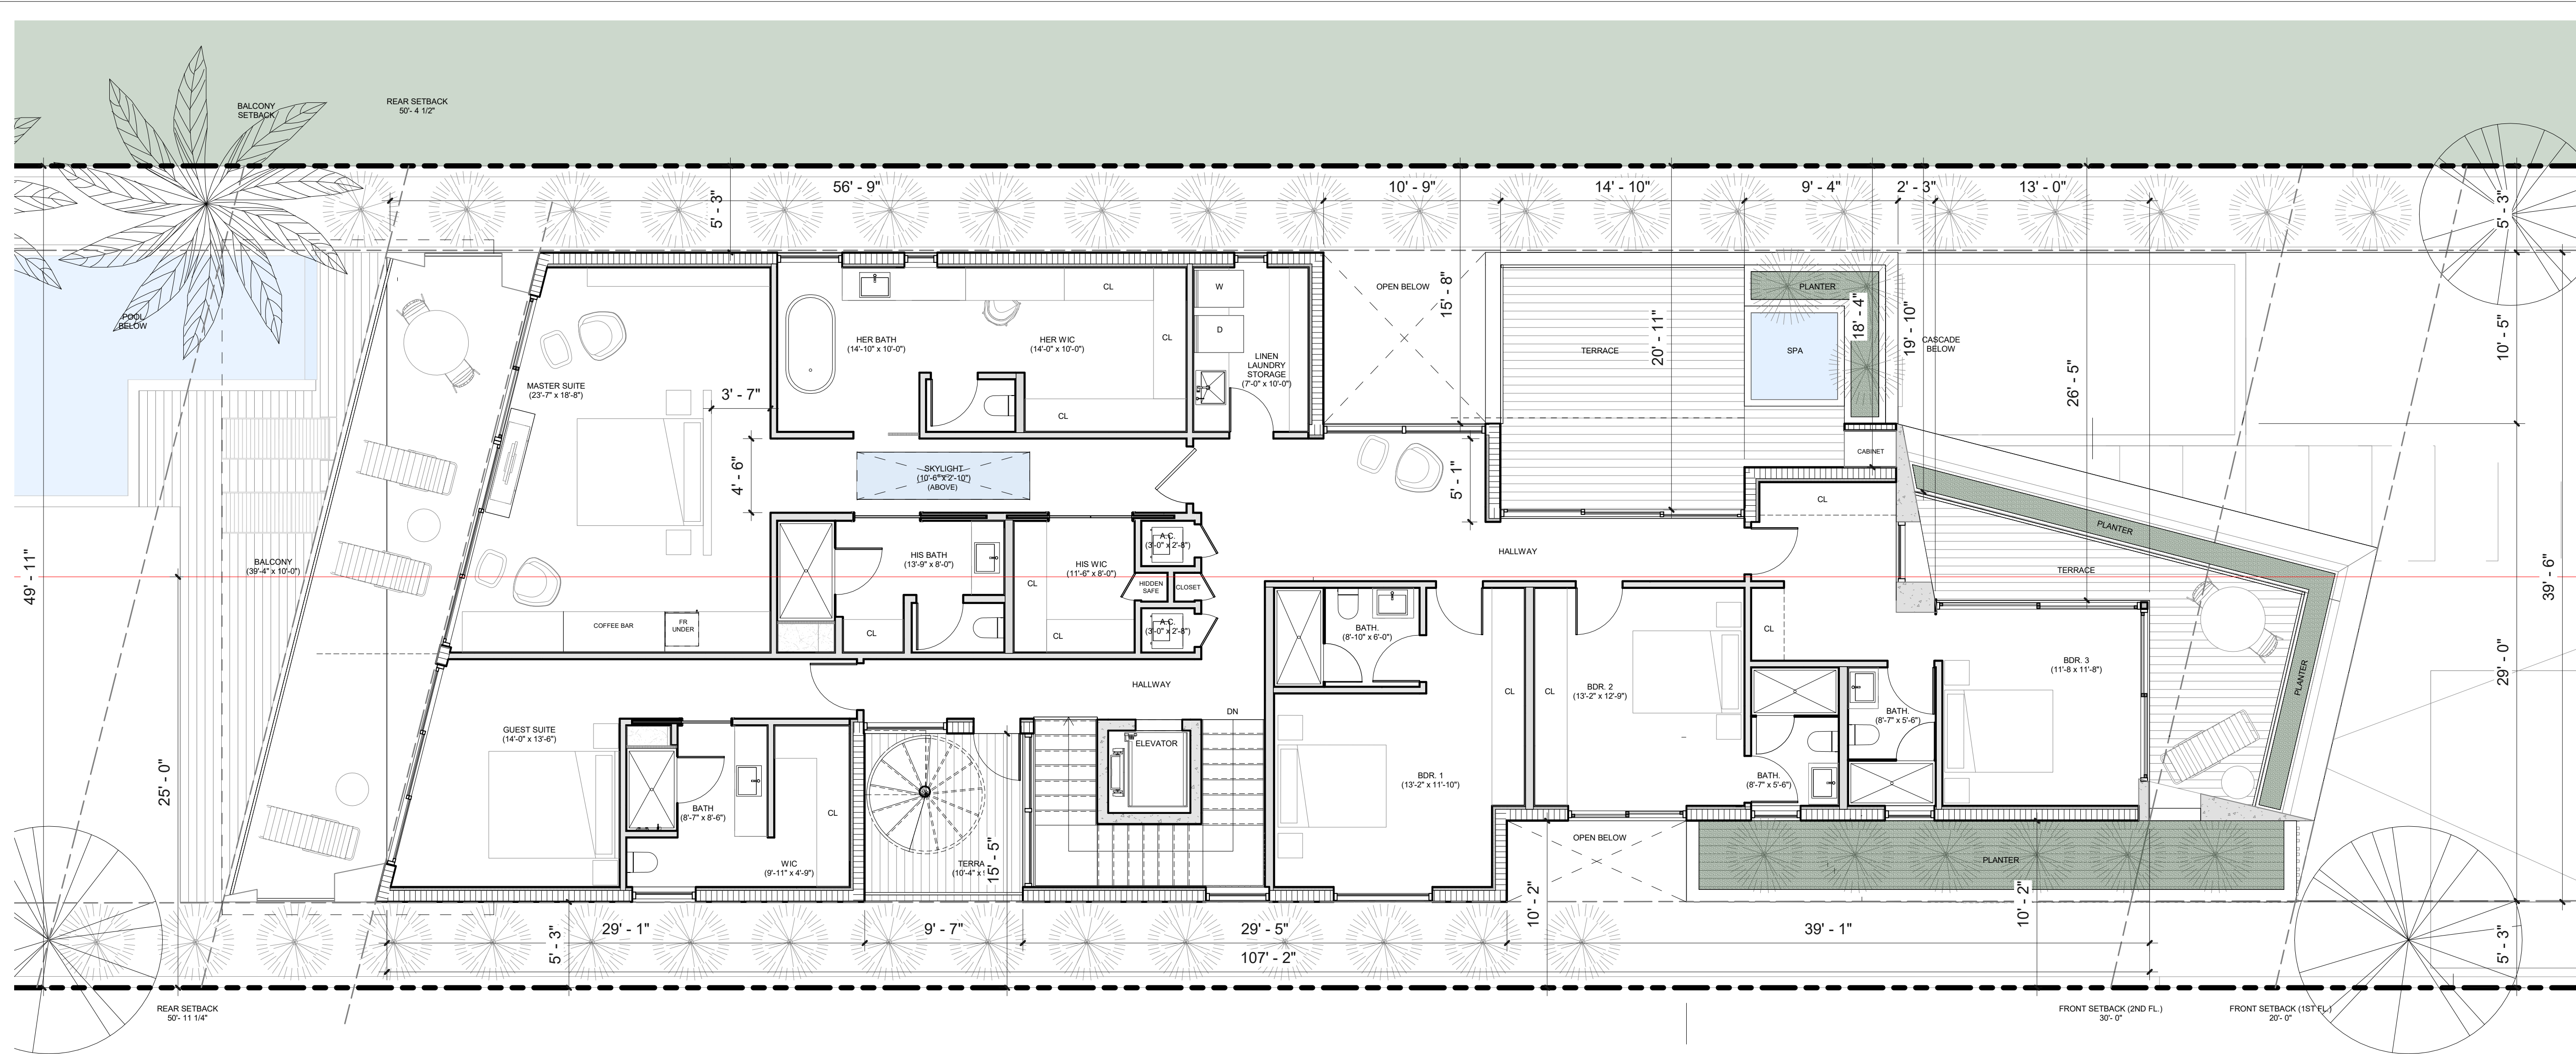 BALCONY
SETBACK
REAR SETBACK
50'- 4 1/2"
56' - 9"
10' - 9"
14' - 10"
9' - 4"
2' - 3"
13' - 0"
5' - 3"
5' - 3"
POOL
BELOW
MASTER SUITE
(23'-7" x 18'-8")
3' - 7"
4' - 6"
HER BATH
(14'-10" x 10'-0")
HER WIC
(14'-0" x 10'-0")
CL
CL
CL
W
D
LINEN
LAUNDRY
STORAGE
(7'-0" x 10'-0")
OPEN BELOW
15' - 8"
5' - 1"
TERRACE
20' - 11"
PLANTER
SPA
18' - 4"
19' - 10"
CASCADE
BELOW
26' - 5"
10' - 5"
CABINET
SKYLIGHT
(10'-6" x 2'-10")
(ABOVE)
BALCONY
(39'-4" x 10'-0")
49' - 11"
25' - 0"
HIS BATH
(13'-9" x 8'-0")
HIS WIC
(11'-6" x 8'-0")
CL
CL
CL
A.C.
(3'-0" x 2'-8")
HIDDEN
SAFE
CLOSET
A.C.
(3'-0" x 2'-8")
COFFEE BAR
FR
UNDER
HALLWAY
CL
PLANTER
TERRACE
PLANTER
39' - 6"
29' - 0"
HALLWAY
DN
ELEVATOR
GUEST SUITE
(14'-0" x 13'-6")
BATH
(8'-7" x 8'-6")
CL
WIC
(9'-11" x 4'-9")
TERRA
(10'-4" x
15' - 5"
BATH.
(8'-10" x 6'-0")
BDR. 1
(13'-2" x 11'-10")
CL
CL
BDR. 2
(13'-2" x 12'-9")
CL
BATH.
(8'-7" x 5'-6")
BATH.
(8'-7" x 5'-6")
BDR. 3
(11'-8 x 11'-8")
OPEN BELOW
PLANTER
10' - 2"
10' - 2"
5' - 3"
29' - 1"
9' - 7"
29' - 5"
39' - 1"
5' - 3"
107' - 2"
REAR SETBACK
50'- 11 1/4"
FRONT SETBACK (2ND FL.)
30'- 0"
FRONT SETBACK (1ST FL.)
20'- 0"